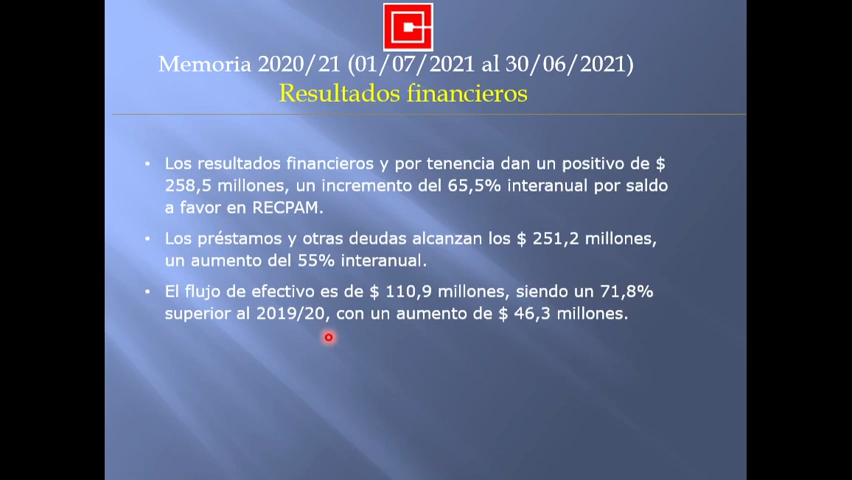 Memoria 2020/21 (01/07/2021 al 30/06/2021)
Resultados financieros
• Los resultados financieros y por tenencia dan un positivo de $
258,5 millones, un incremento del 65,5% interanual por saldo
a favor en RECPAM.
• Los préstamos y otras deudas alcanzan los $ 251,2 millones,
un aumento del 55% interanual.
• El flujo de efectivo es de $ 110,9 millones, siendo un 71,8%
superior al 2019/20, con un aumento de $ 46,3 millones.